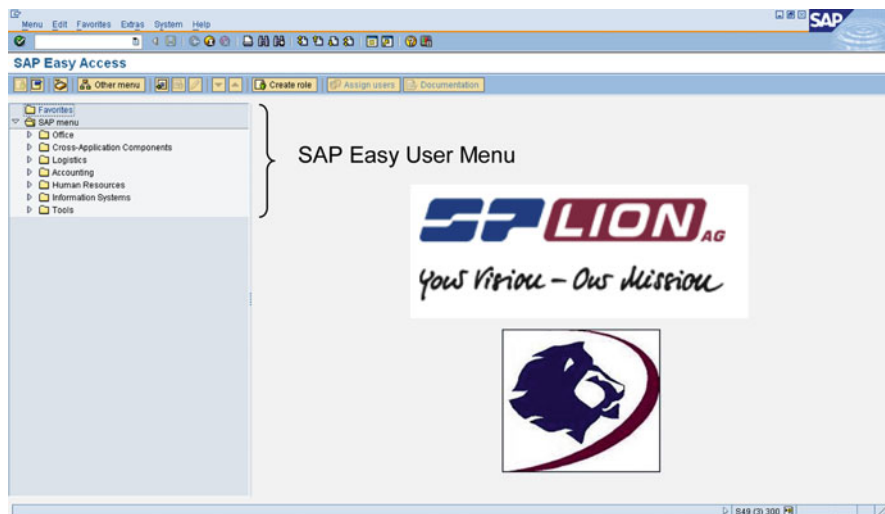 Menu Edit Favorites Extras System Help
SAP
SAP Easy Access
Other menu Create role Assign users Documentation
Favorites
SAP menu
Office
Cross-Application Components
Logistics
Accounting
Human Resources
Information Systems
Tools
SAP Easy User Menu
SP LION AG
Your Vision – Our Mission
S49 (3) 300